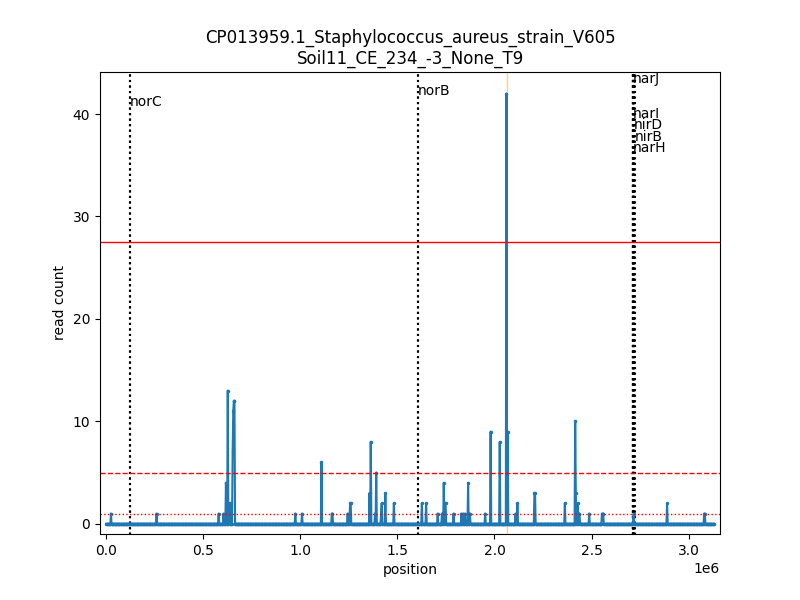 CP013959.1_Staphylococcus_aureus_strain_V605
Soil11_CE_234_-3_None_T9
narJ
norB
norC
narI
nirD
nirB
narH
40
30
20
10
0
read count
0.0 0.5 1.0 1.5 2.0 2.5 3.0
1e6
position